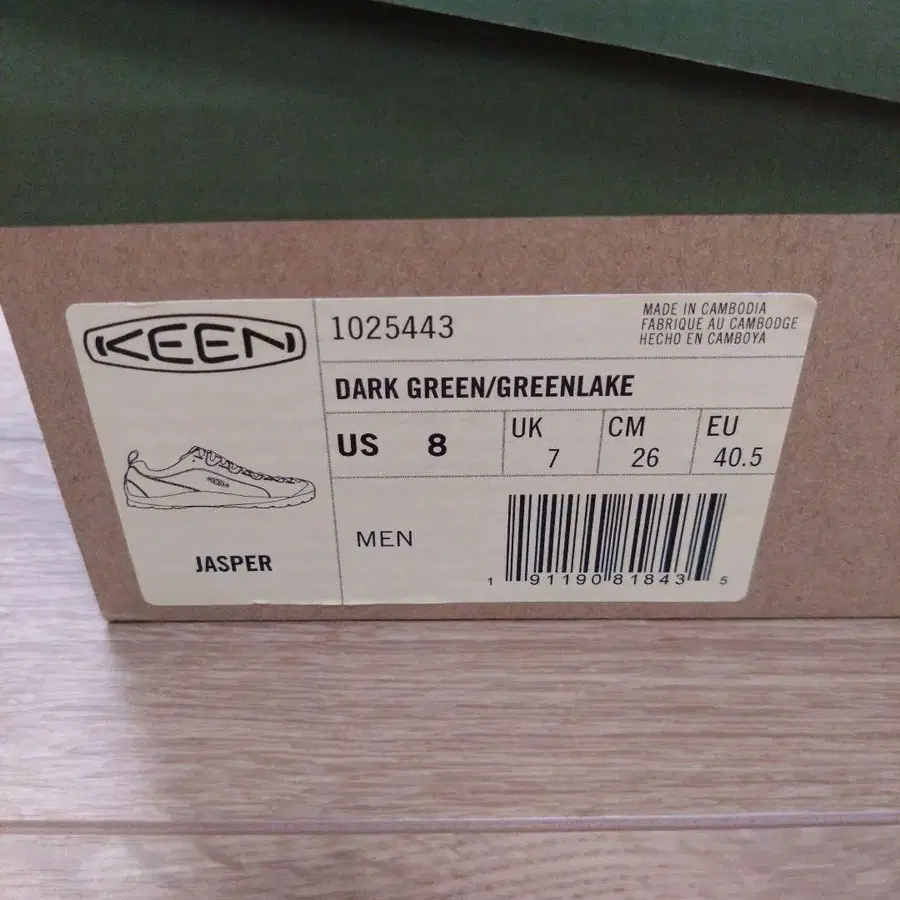 KEEN
1025443
MADE IN CAMBODIA
FABRIQUE AU CAMBODGE
HECHO EN CAMBOYA
DARK GREEN/GREENLAKE
US 8
UK 7
CM 26
EU 40.5
KEEN
JASPER
MEN
1 91190 81843 5